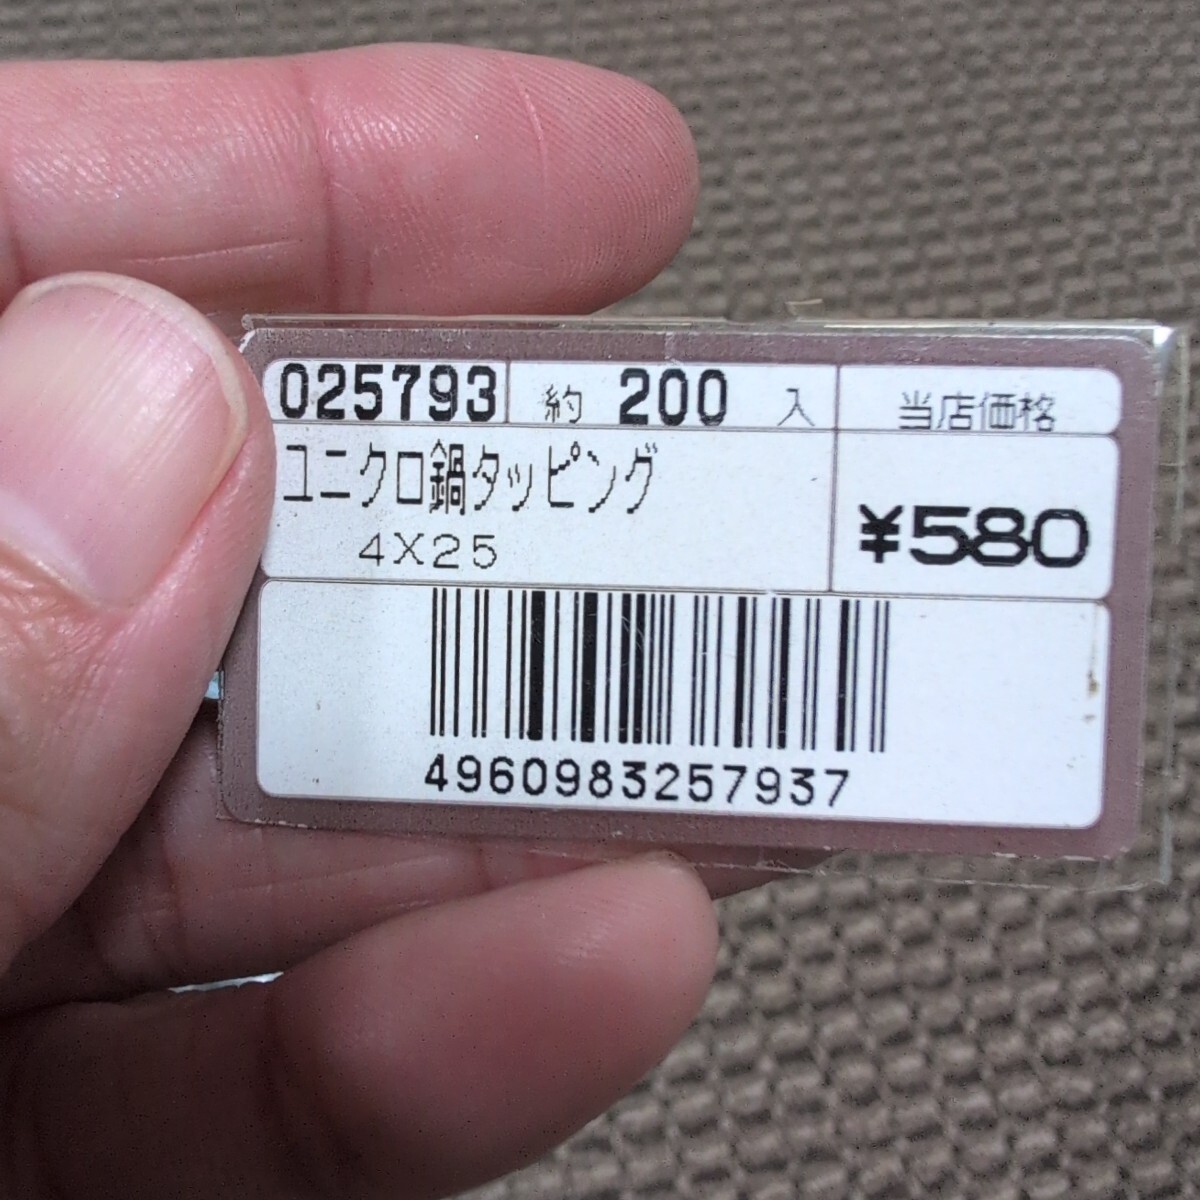 025793 約 200 入 当店価格
ユニクロ鍋タッピング
4X25
¥580
4960983257937